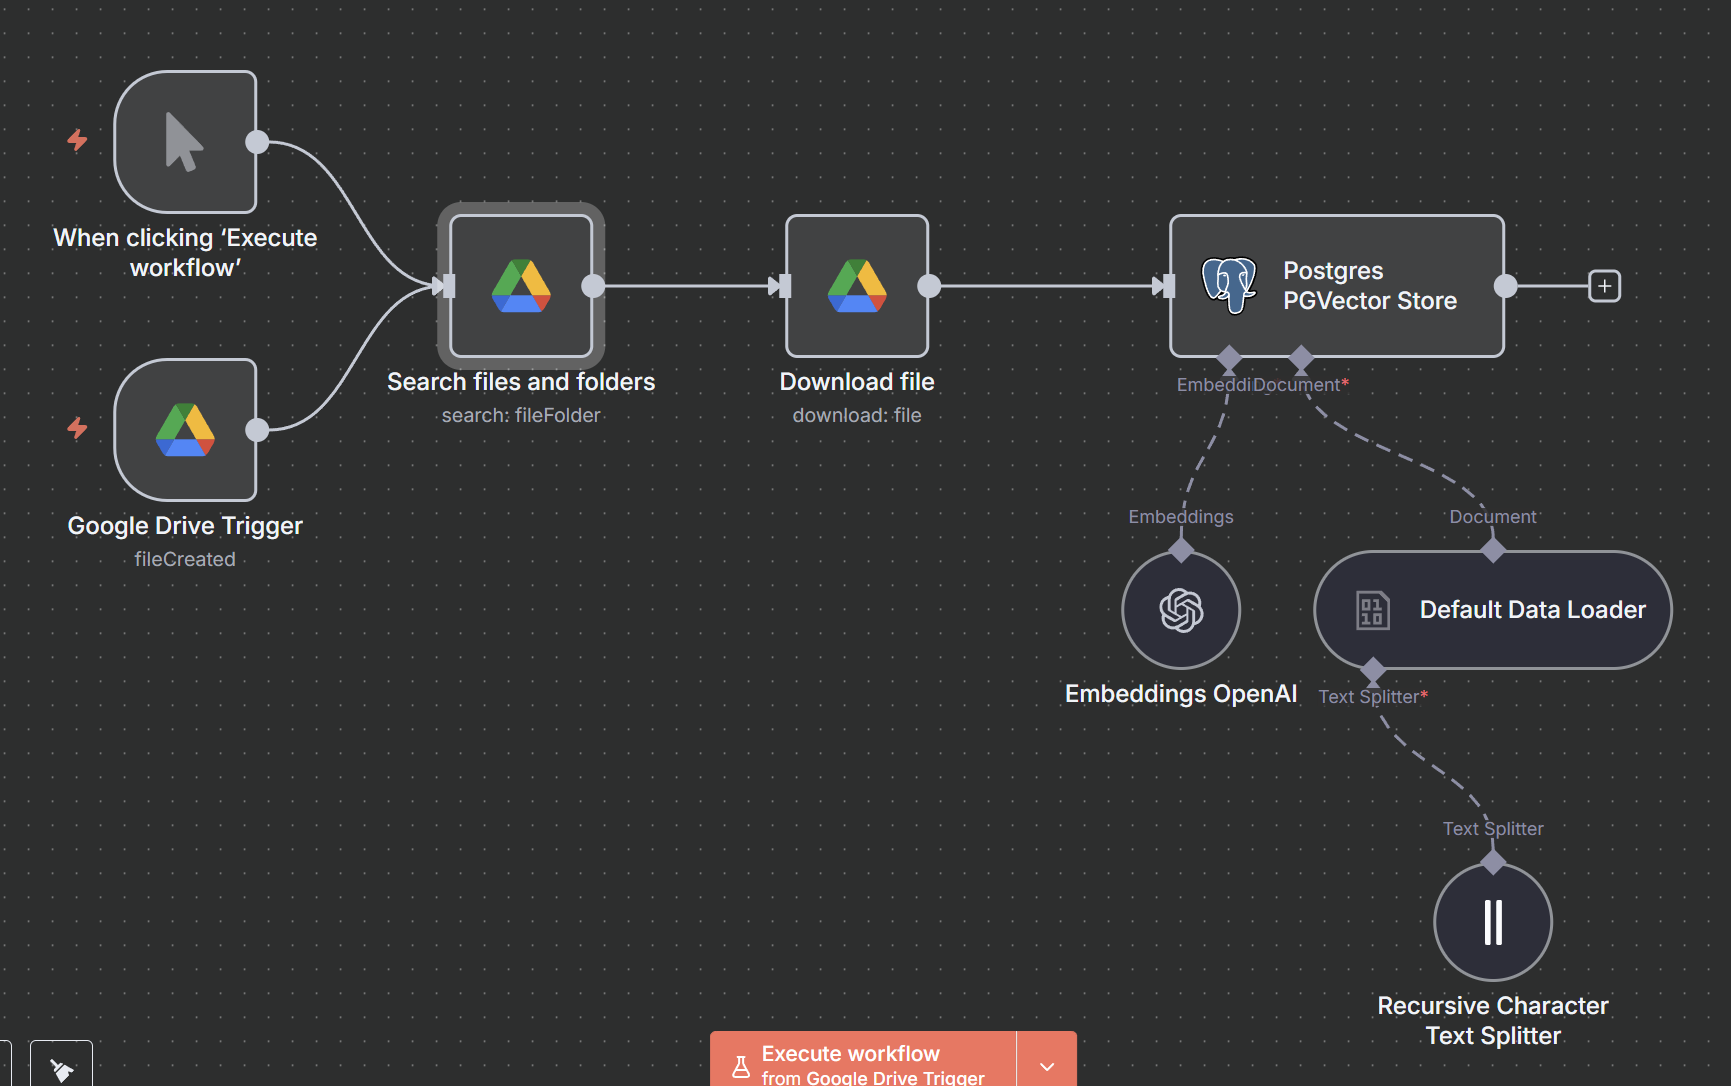 When clicking ‘Execute
workflow’
Google Drive Trigger
fileCreated
Search files and folders
search: fileFolder
Download file
download: file
Postgres
PGVector Store
Embeddi
Document*
Embeddings
Document
Embeddings OpenAI
Default Data Loader
Text Splitter*
Text Splitter
Recursive Character
Text Splitter
Execute workflow
from Google Drive Trigger